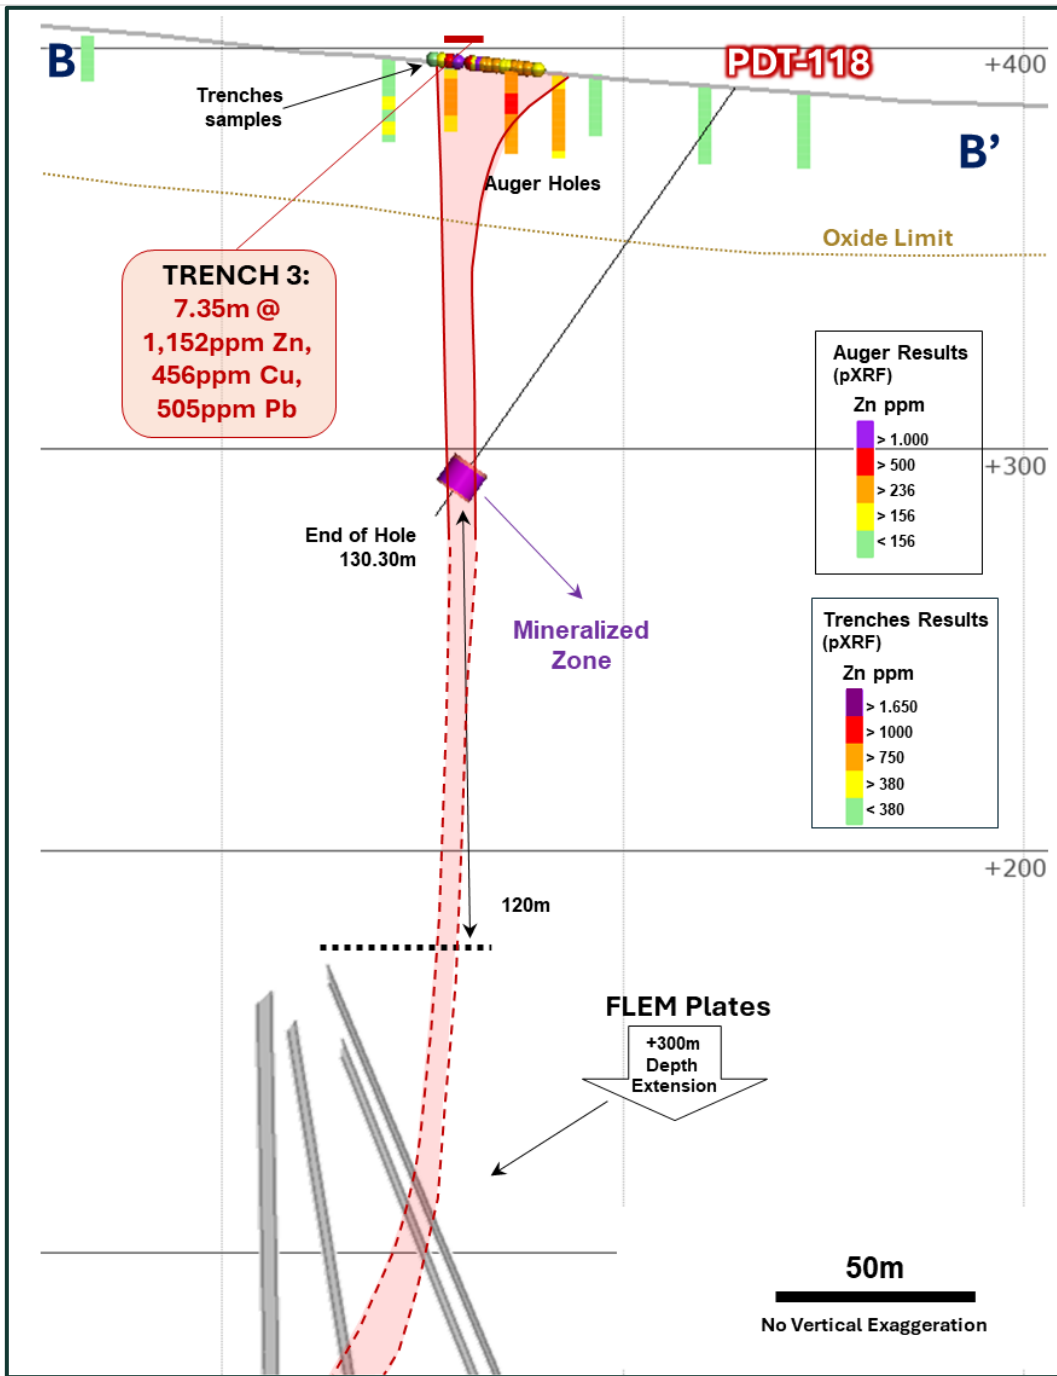 B
PDT-118
+400
Trenches
samples
B’
Auger Holes
Oxide Limit
TRENCH 3:
7.35m @
1,152ppm Zn,
456ppm Cu,
505ppm Pb
Auger Results
(pXRF)
Zn ppm
> 1.000
> 500
> 236
> 156
< 156
+300
End of Hole
130.30m
Mineralized
Zone
Trenches Results
(pXRF)
Zn ppm
> 1.650
> 1000
> 750
> 380
< 380
+200
120m
FLEM Plates
+300m
Depth
Extension
50m
No Vertical Exaggeration